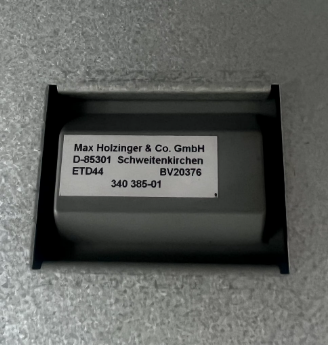 Max Holzinger & Co. GmbH
D-85301 Schweitenkirchen
ETD44 BV20376
340 385-01